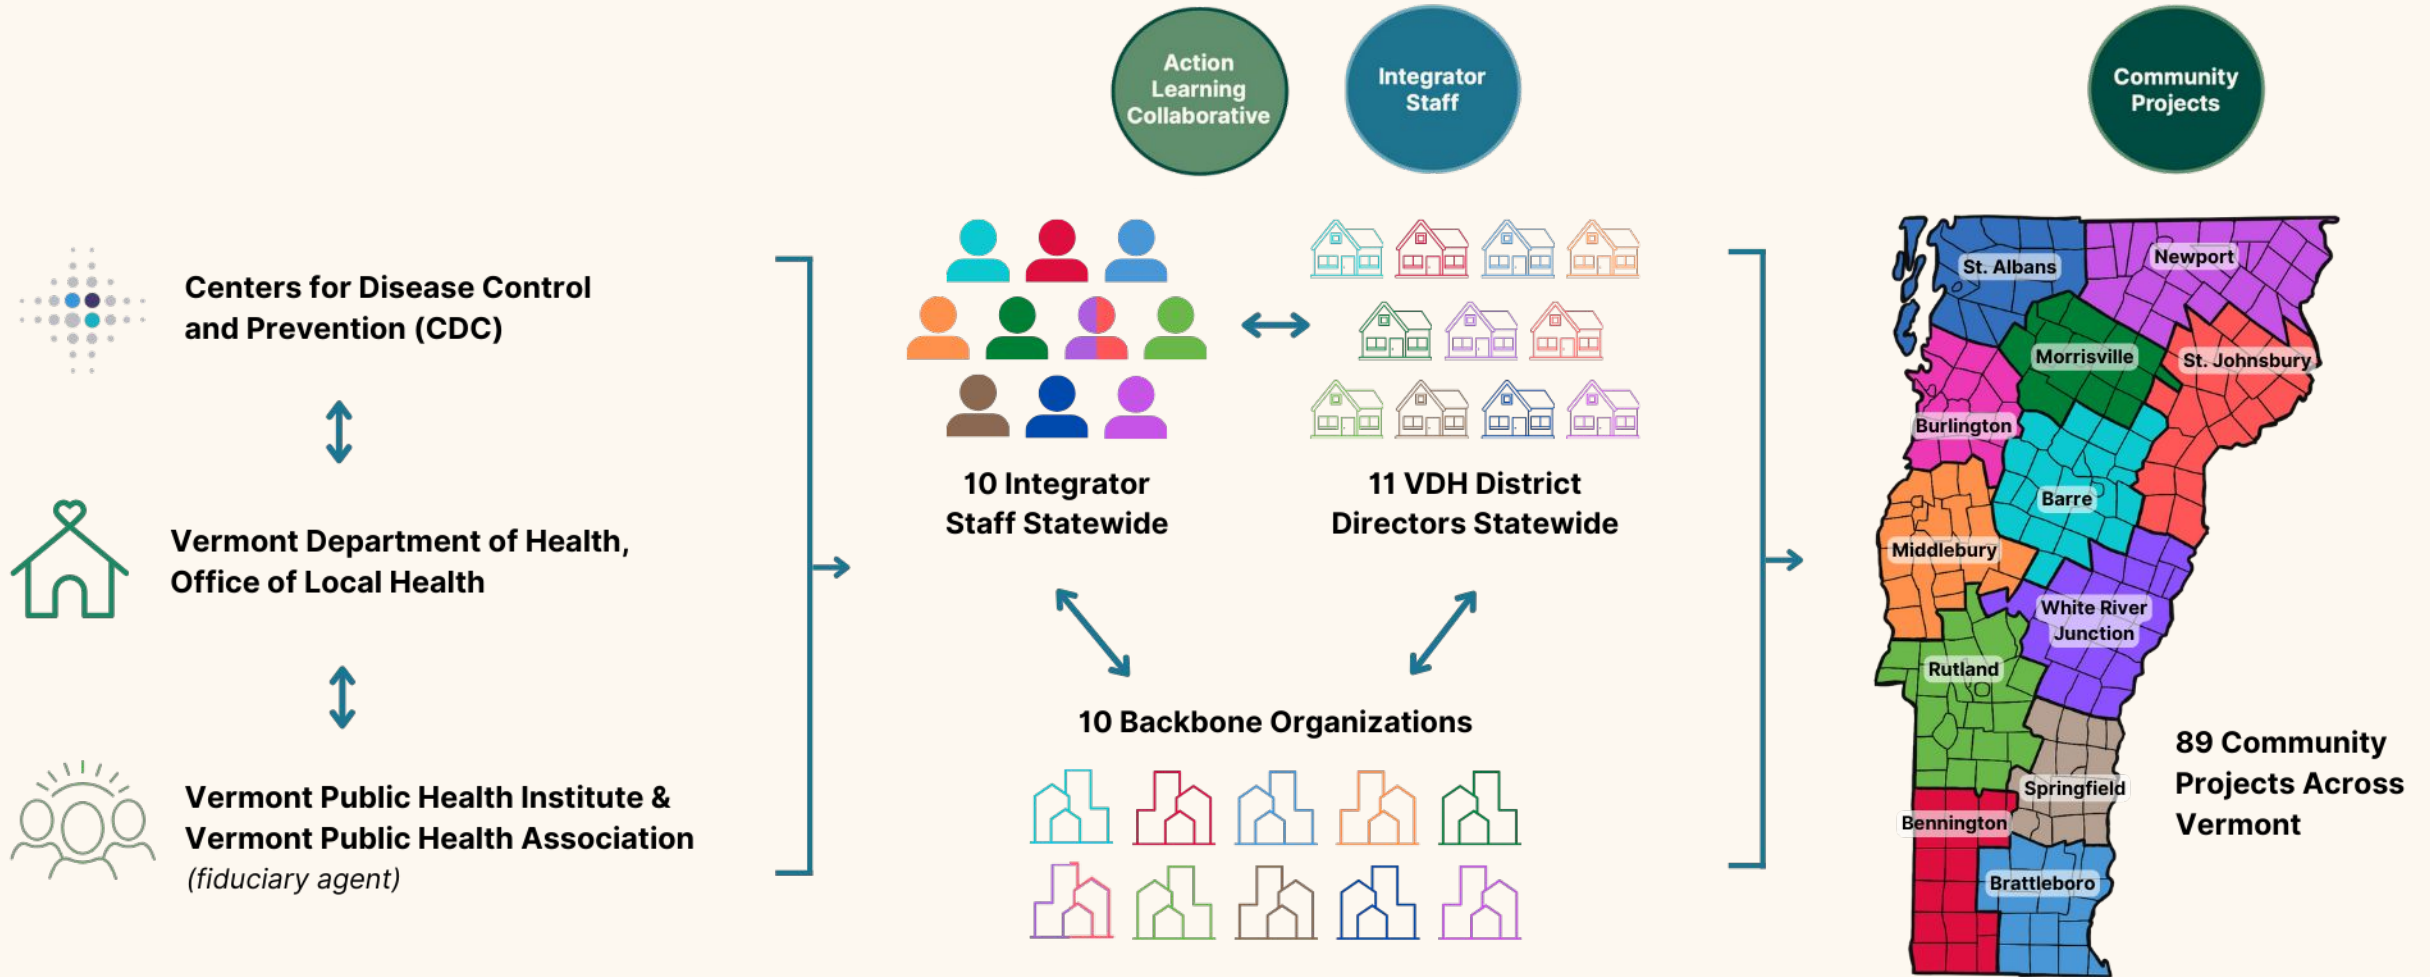 Action
Learning
Collaborative
Integrator
Staff
Community
Projects
Centers for Disease Control
and Prevention (CDC)
Vermont Department of Health,
Office of Local Health
Vermont Public Health Institute &
Vermont Public Health Association
(fiduciary agent)
10 Integrator
Staff Statewide
11 VDH District
Directors Statewide
10 Backbone Organizations
St. Albans
Newport
Morrisville
St. Johnsbury
Burlington
Barre
Middlebury
White River
Junction
Rutland
Springfield
Bennington
Brattleboro
89 Community
Projects Across
Vermont